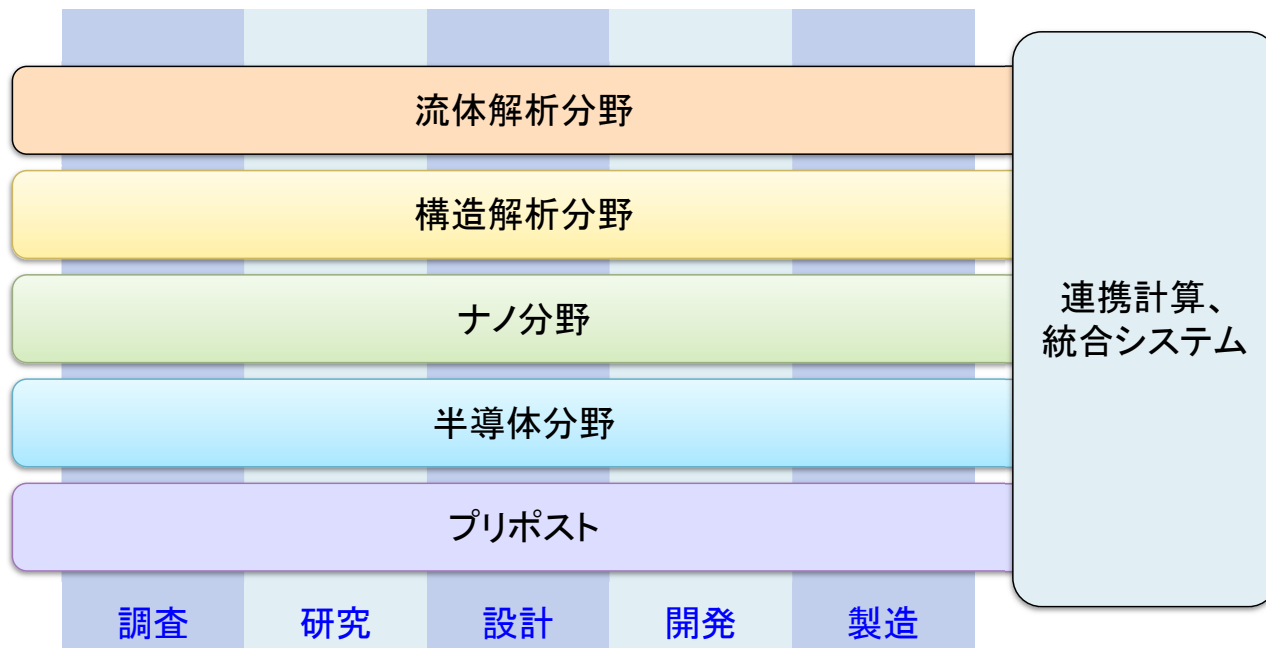 流体解析分野
構造解析分野
ナノ分野
半導体分野
プリポスト
連携計算、
統合システム
調査
研究
設計
開発
製造